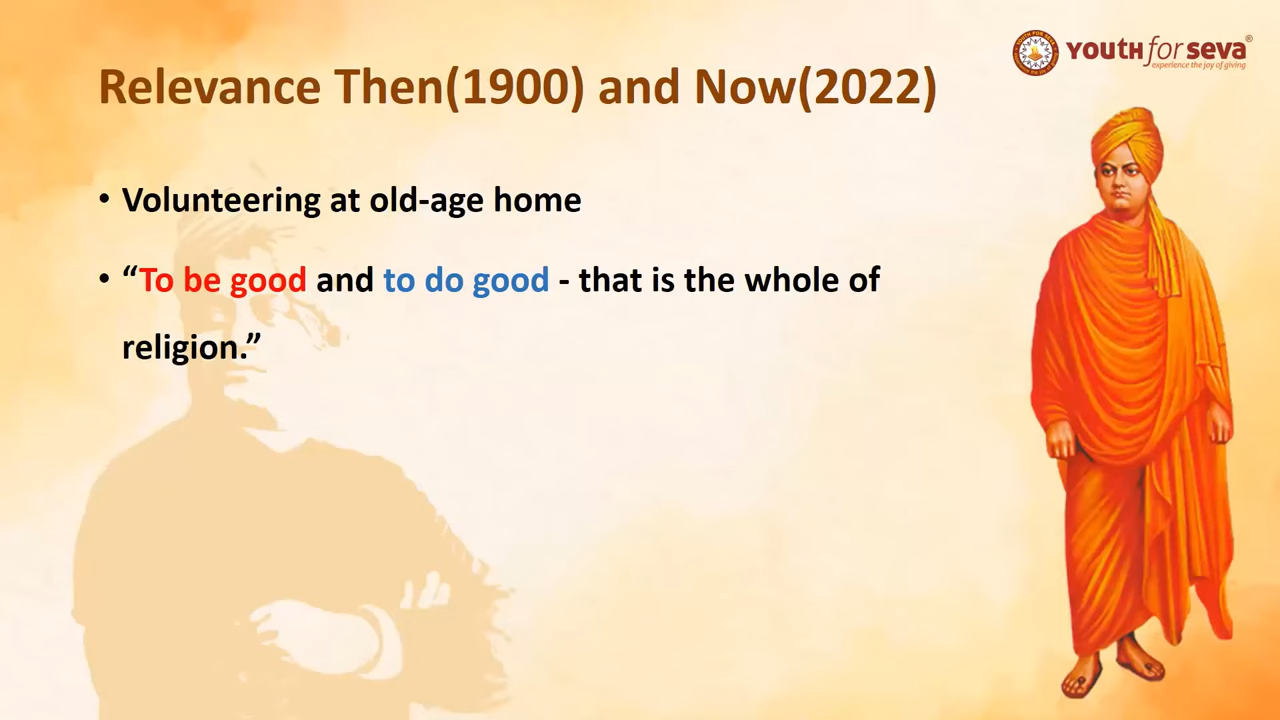 YOUTH for SEVA®
experience the joy of giving
Relevance Then(1900) and Now(2022)
• Volunteering at old-age home
• “To be good and to do good - that is the whole of
religion.”